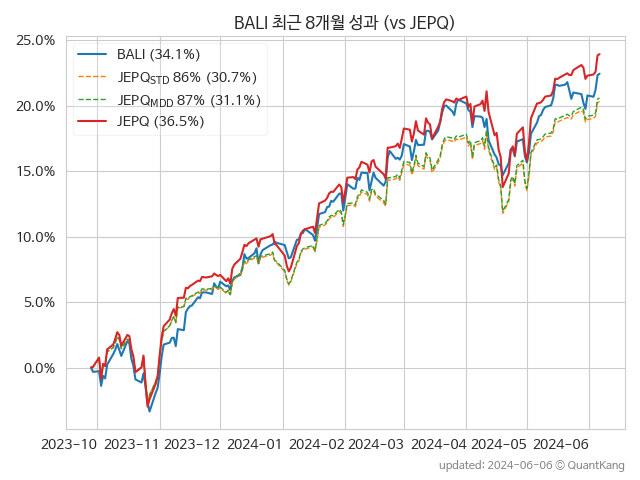 BALI 최근 8개월 성과 (vs JEPQ)
25.0%
20.0%
15.0%
10.0%
5.0%
0.0%
BALI (34.1%)
JEPQSTD 86% (30.7%)
JEPQMDD 87% (31.1%)
JEPQ (36.5%)
2023-10 2023-11 2023-12 2024-01 2024-02 2024-03 2024-04 2024-05 2024-06
updated: 2024-06-06 © QuantKang